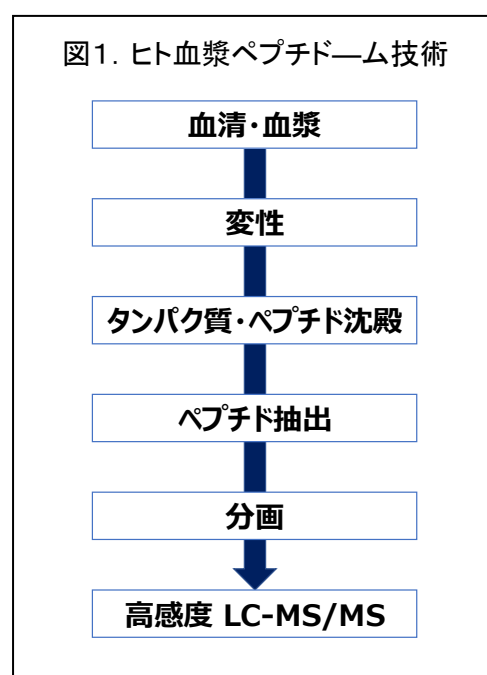 図1. ヒト血漿ペプチド―ム技術
血清・血漿
変性
タンパク質・ペプチド沈殿
ペプチド抽出
分画
高感度 LC-MS/MS